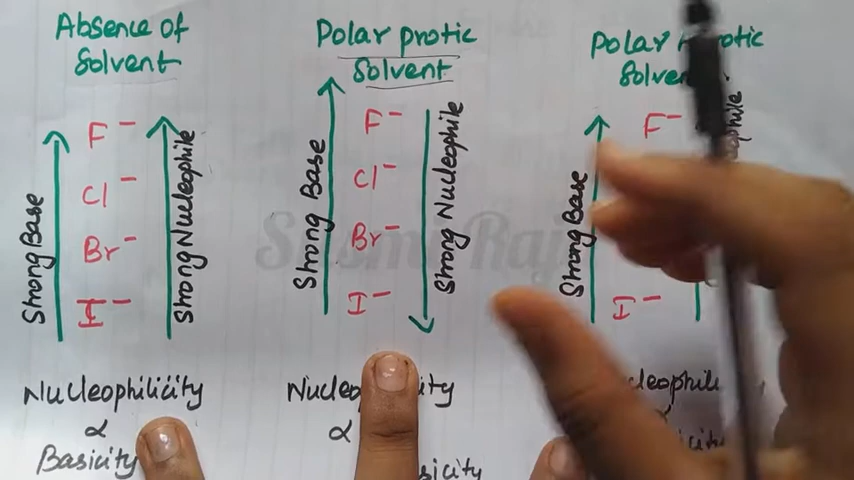 Absence of
Solvent
Strong Base
F⁻
Cl⁻
Br⁻
I⁻
Strong Nucleophile
Nucleophilicity
∝
Basicity
Polar protic
Solvent
Strong Base
F⁻
Cl⁻
Br⁻
I⁻
Strong Nucleophile
∝
Polar
Strong Base
F⁻
I⁻